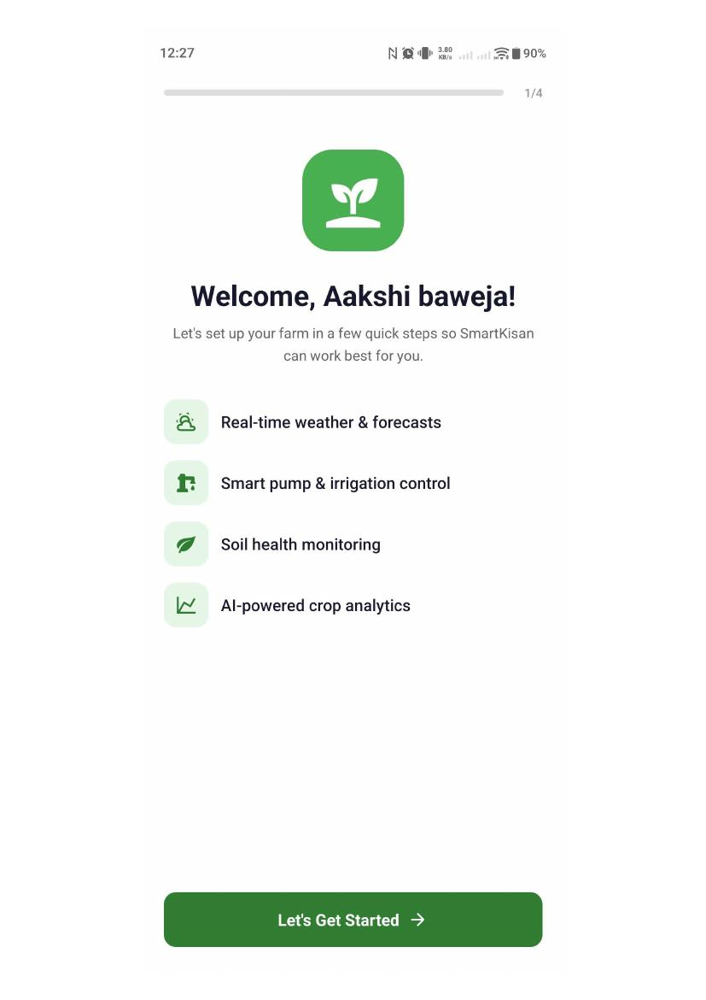 12:27
3.80
KB/s
90%
1/4
Welcome, Aakshi baweja!
Let's set up your farm in a few quick steps so SmartKisan
can work best for you.
Real-time weather & forecasts
Smart pump & irrigation control
Soil health monitoring
AI-powered crop analytics
Let's Get Started →